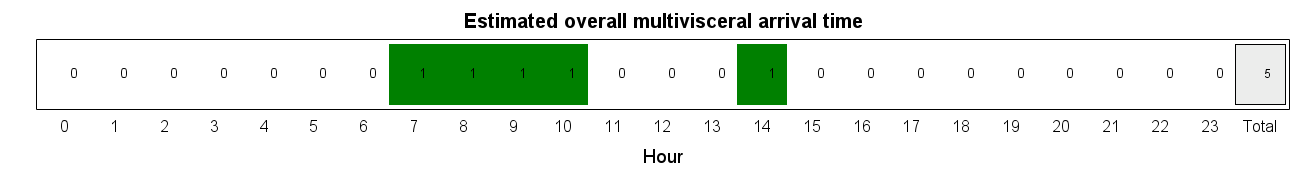 Estimated overall multivisceral arrival time
0 0 0 0 0 0 0 1 1 1 1 0 0 0 1 0 0 0 0 0 0 0 0 0 5
0 1 2 3 4 5 6 7 8 9 10 11 12 13 14 15 16 17 18 19 20 21 22 23 Total
Hour